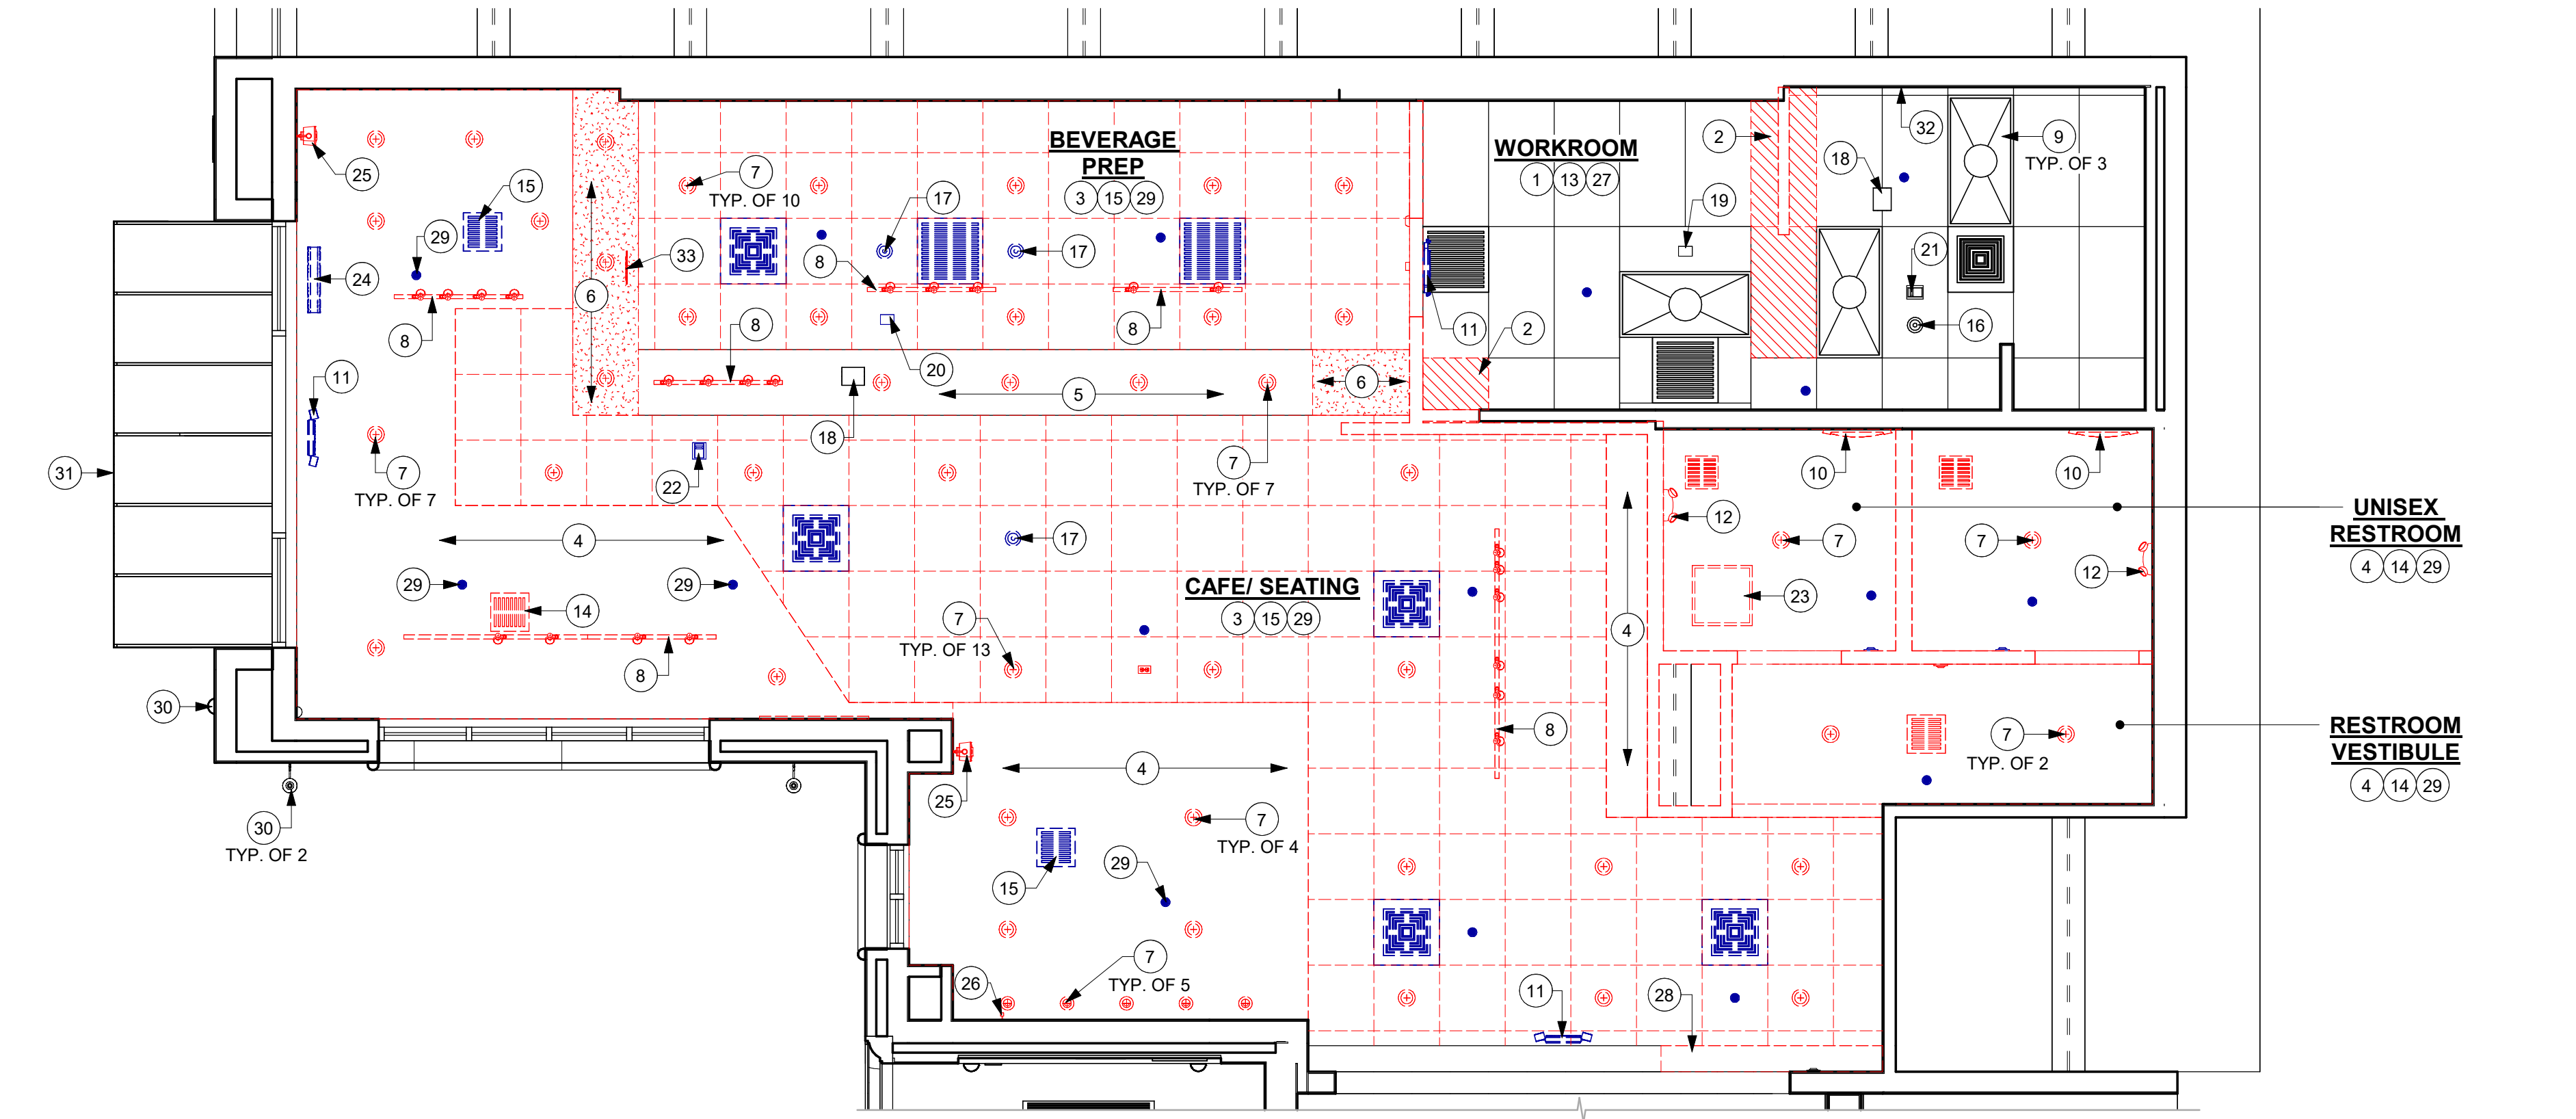 BEVERAGE
PREP
3 15 29
WORKROOM
1 13 27
2
32
9
TYP. OF 3
18
25
15
7
TYP. OF 10
17
19
29
33
8
17
21
24
6
8
11
2
16
8
8
8
20
11
6
5
18
7
TYP. OF 7
7
TYP. OF 7
31
22
10
10
12
UNISEX
RESTROOM
4 14 29
4
17
7
7
12
29
29
14
CAFE/ SEATING
3 15 29
23
7
TYP. OF 13
4
8
30
8
RESTROOM
VESTIBULE
4 14 29
7
TYP. OF 2
4
25
30
TYP. OF 2
7
TYP. OF 4
29
15
7
TYP. OF 5
26
11
28